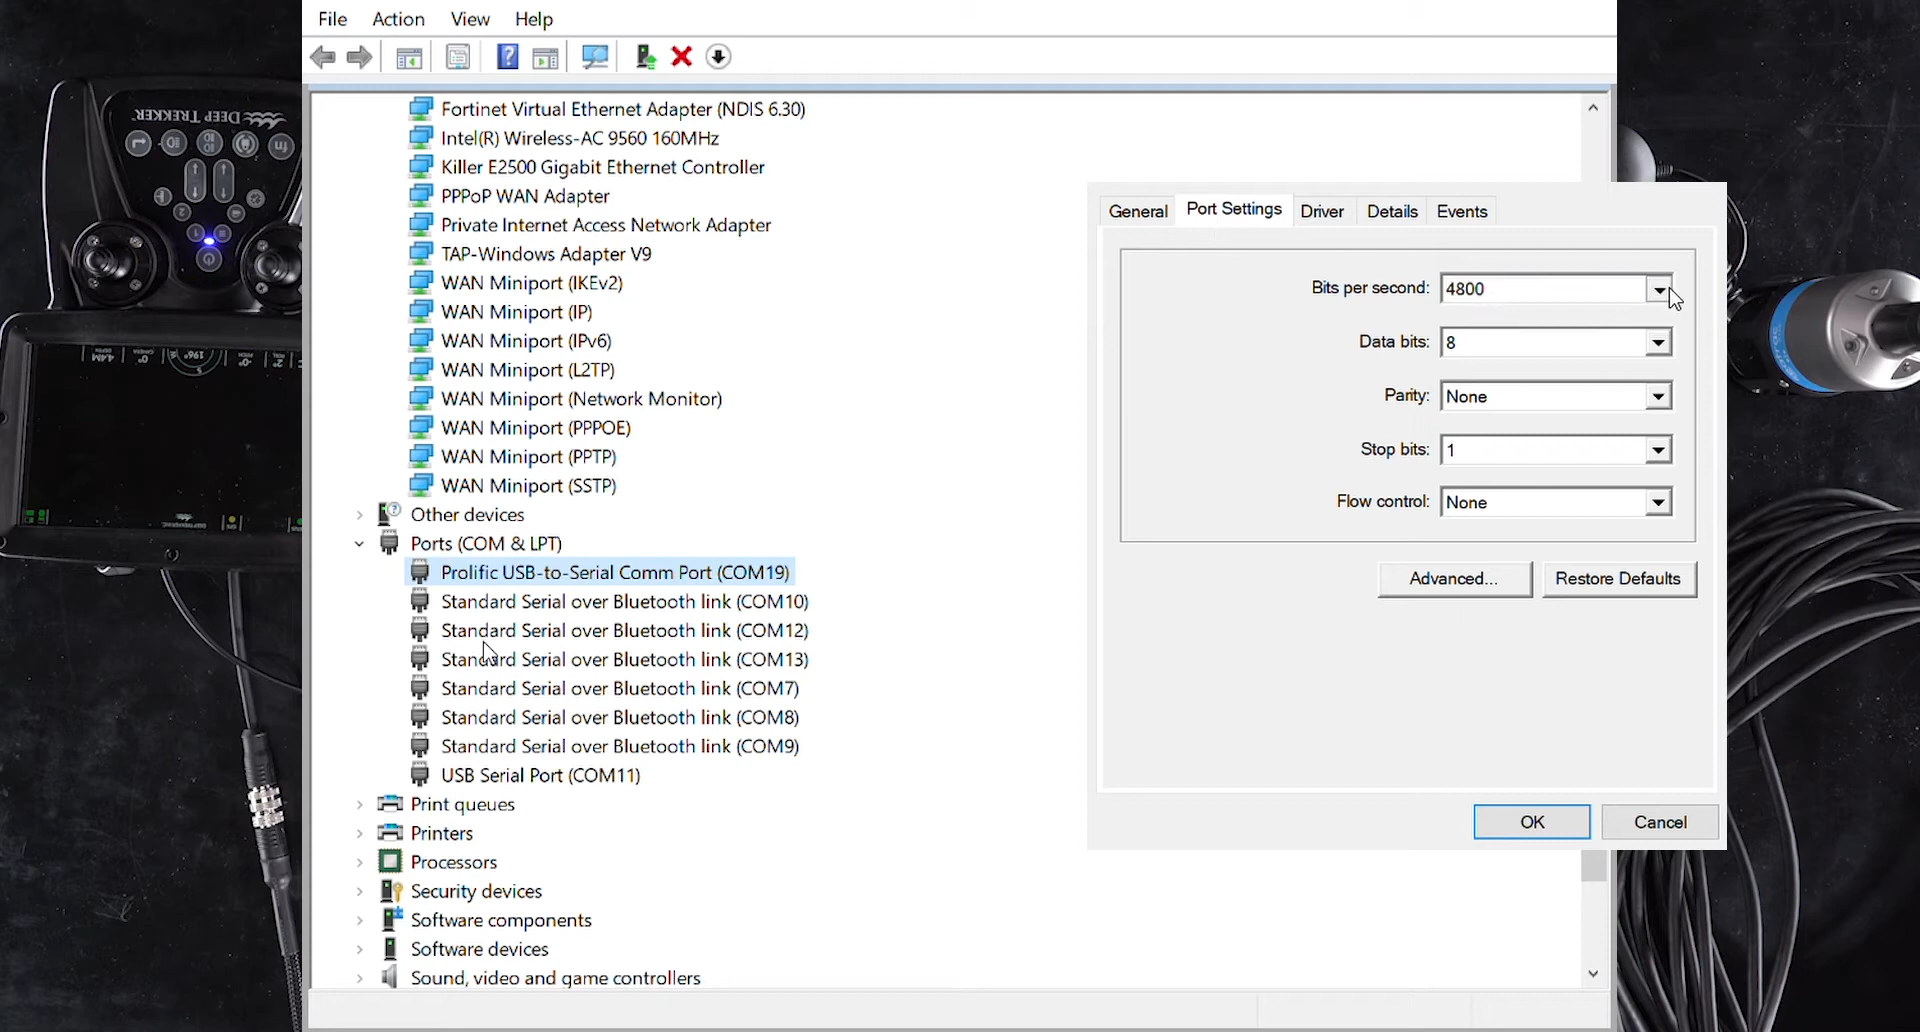 File Action View Help
Fortinet Virtual Ethernet Adapter (NDIS 6.30)
Intel(R) Wireless-AC 9560 160MHz
Killer E2500 Gigabit Ethernet Controller
PPPoP WAN Adapter
Private Internet Access Network Adapter
TAP-Windows Adapter V9
WAN Miniport (IKEv2)
WAN Miniport (IP)
WAN Miniport (IPv6)
WAN Miniport (L2TP)
WAN Miniport (Network Monitor)
WAN Miniport (PPPOE)
WAN Miniport (PPTP)
WAN Miniport (SSTP)
Other devices
Ports (COM & LPT)
Prolific USB-to-Serial Comm Port (COM19)
Standard Serial over Bluetooth link (COM10)
Standard Serial over Bluetooth link (COM12)
Standard Serial over Bluetooth link (COM13)
Standard Serial over Bluetooth link (COM7)
Standard Serial over Bluetooth link (COM8)
Standard Serial over Bluetooth link (COM9)
USB Serial Port (COM11)
Print queues
Printers
Processors
Security devices
Software components
Software devices
Sound, video and game controllers
General Port Settings Driver Details Events
Bits per second: 4800
Data bits: 8
Parity: None
Stop bits: 1
Flow control: None
Advanced... Restore Defaults
OK Cancel
DEEP TREKKER
fn
196°
4.4M